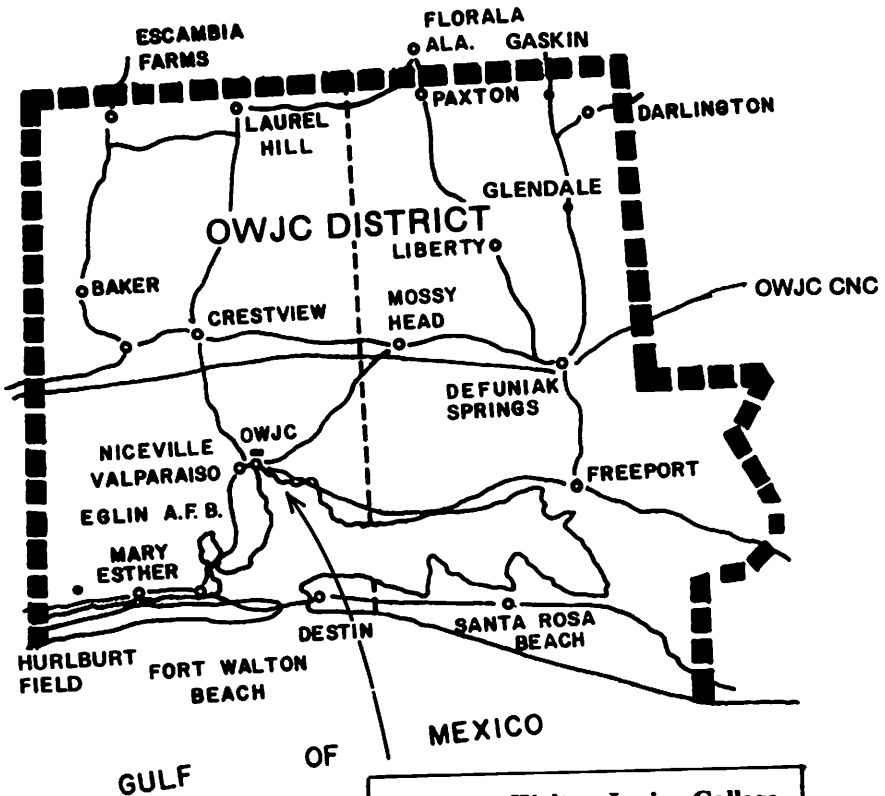 FLORALA
ALA.
GASKIN
ESCAMBIA
FARMS
PAXTON
DARLINGTON
LAUREL
HILL
GLENDALE
OWJC DISTRICT
LIBERTY
BAKER
OWJC CNC
MOSSY
HEAD
CRESTVIEW
DEFUNIAK
SPRINGS
OWJC
NICEVILLE
VALPARAISO
FREEPORT
EGLIN A.F.B.
MARY
ESTHER
DESTIN
SANTA ROSA
BEACH
HURLBURT
FIELD
FORT WALTON
BEACH
GULF OF MEXICO
Walton Junior College